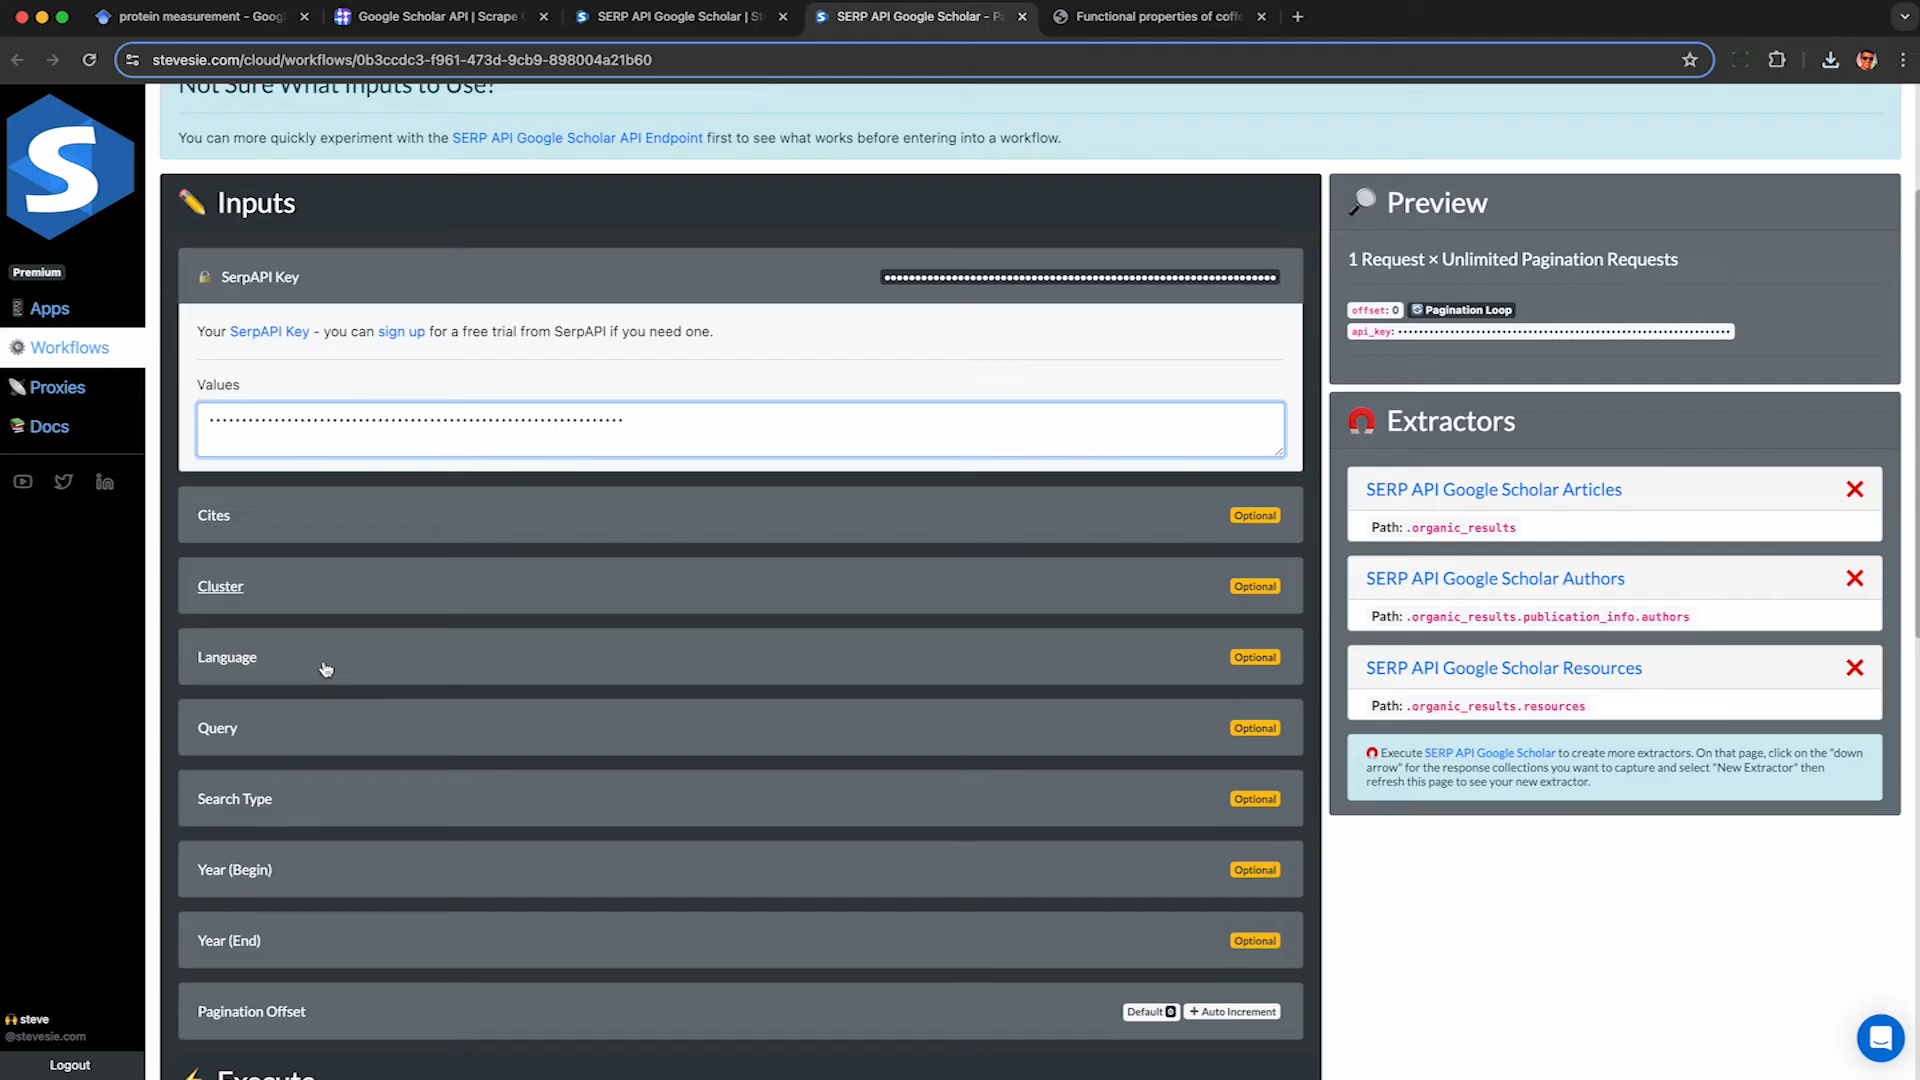 protein measurement - Goog
Google Scholar API | Scrape
SERP API Google Scholar | St
SERP API Google Scholar - Pa
Functional properties of coff
stevesie.com/cloud/workflows/0b3ccdc3-f961-473d-9cb9-898004a21b60
Not Sure What Inputs to Use?
You can more quickly experiment with the SERP API Google Scholar API Endpoint first to see what works before entering into a workflow.
S
Premium
Apps
Workflows
Proxies
Docs
steve
@stevesie.com
Logout
Inputs
SerpAPI Key
Your SerpAPI Key - you can sign up for a free trial from SerpAPI if you need one.
Values
Cites
Optional
Cluster
Optional
Language
Optional
Query
Optional
Search Type
Optional
Year (Begin)
Optional
Year (End)
Optional
Pagination Offset
Default 0
+ Auto Increment
Execute
Preview
1 Request × Unlimited Pagination Requests
offset: 0 Pagination Loop
api_key:
Extractors
SERP API Google Scholar Articles
Path: .organic_results
SERP API Google Scholar Authors
Path: .organic_results.publication_info.authors
SERP API Google Scholar Resources
Path: .organic_results.resources
Execute SERP API Google Scholar to create more extractors. On that page, click on the "down
arrow" for the response collections you want to capture and select "New Extractor" then
refresh this page to see your new extractor.